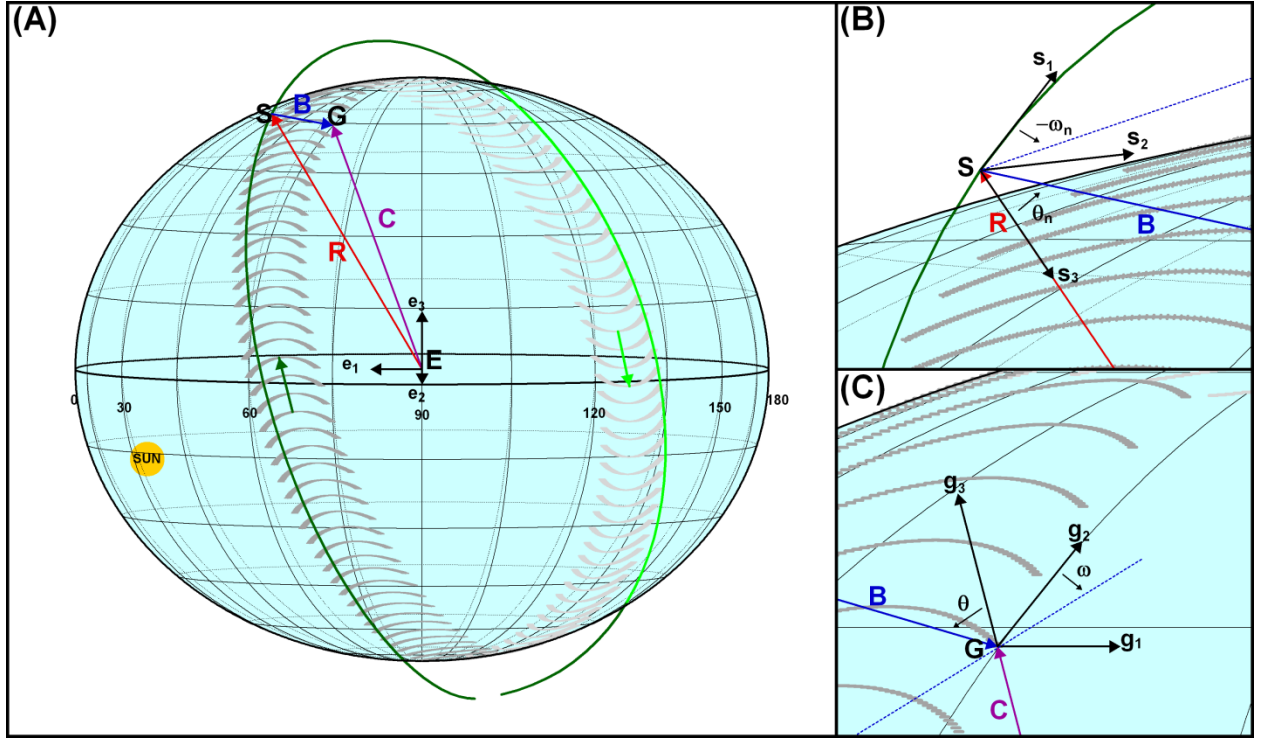 (A)
S B G
C
R
e₃
e₁ E
e₂
0 30 60 90 120 150 180
SUN
(B)
s₁
-ωₙ
s₂
S
θₙ
R B
s₃
(C)
g₃
g₂
ω
B θ
G g₁
C